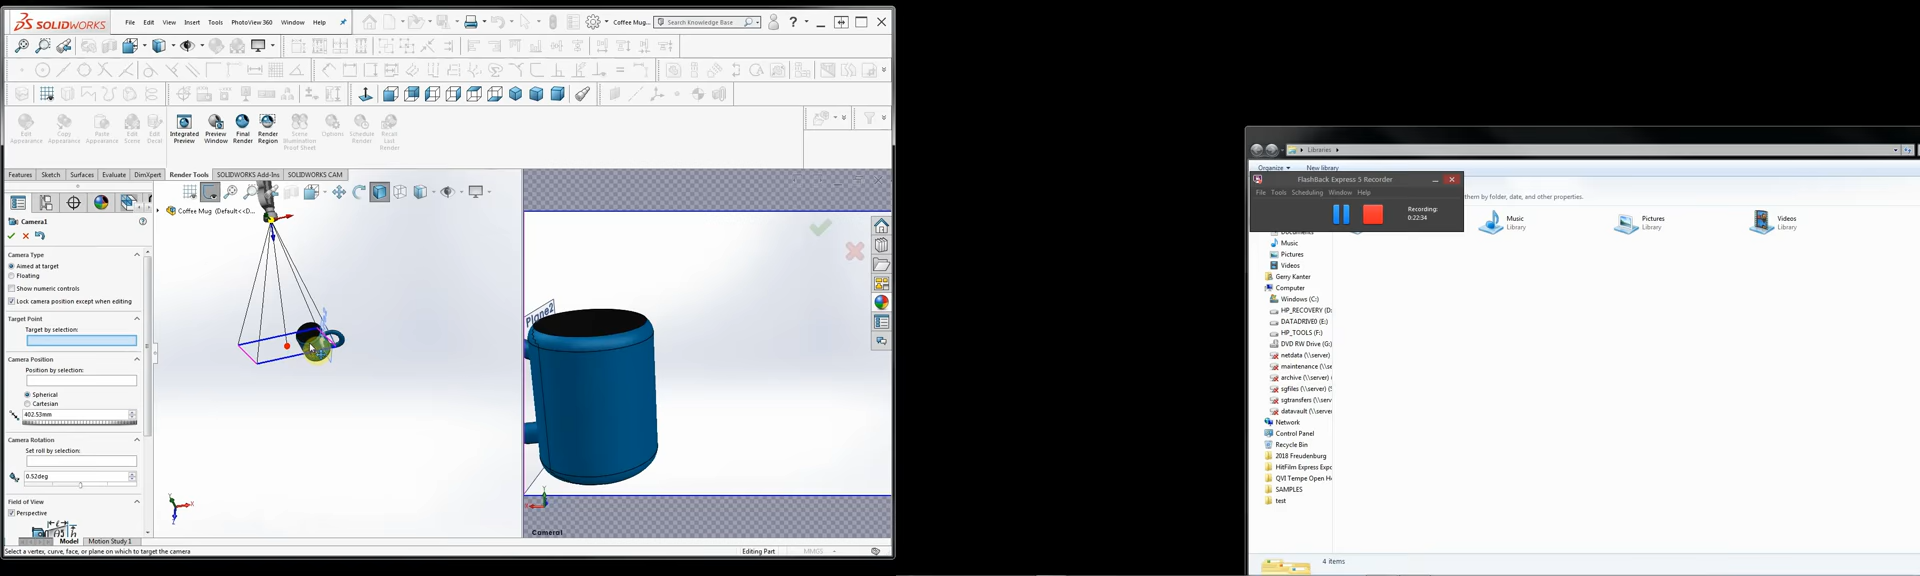 SOLIDWORKS
File
Edit
View
Insert
Tools
PhotoView 360
Window
Help
Coffee Mug...
Search Knowledge Base
Edit Appearance
Copy Appearance
Paste Appearance
Edit Scene
Edit Decal
Integrated Preview
Preview Window
Final Render
Render Region
Scene Illumination Proof Sheet
Options
Schedule Render
Recall Last Render
Features
Sketch
Surfaces
Evaluate
DimXpert
Render Tools
SOLIDWORKS Add-Ins
SOLIDWORKS CAM
Coffee Mug (Default<<D...
Camera1
Camera Type
Aimed at target
Floating
Show numeric controls
Lock camera position except when editing
Target Point
Target by selection:
Camera Position
Position by selection:
Spherical
Cartesian
402.53mm
Camera Rotation
Set roll by selection:
0.52deg
Field of View
Perspective
Model
Motion Study 1
Select a vertex, curve, face, or plane on which to target the camera
Editing Part
MMGS
Plane2
Camera1
Libraries
Organize
New library
FlashBack Express 5 Recorder
File
Tools
Scheduling
Window
Help
Recording:
0:22:34
them by folder, date, and other properties.
Music
Library
Pictures
Library
Videos
Library
Documents
Music
Pictures
Videos
Gerry Kanter
Computer
Windows (C:)
HP_RECOVERY (D:
DATADRIVE0 (E:)
HP_TOOLS (F:)
DVD RW Drive (G:)
netdata (\\server)
maintenance (\\
archive (\\server)
sgfiles (\\server) (S
sgtransfers (\\ser
datavault (\\serve
Network
Control Panel
Recycle Bin
2018 Freudenburg
HitFilm Express Expo
QVI Tempe Open H
SAMPLES
test
4 items